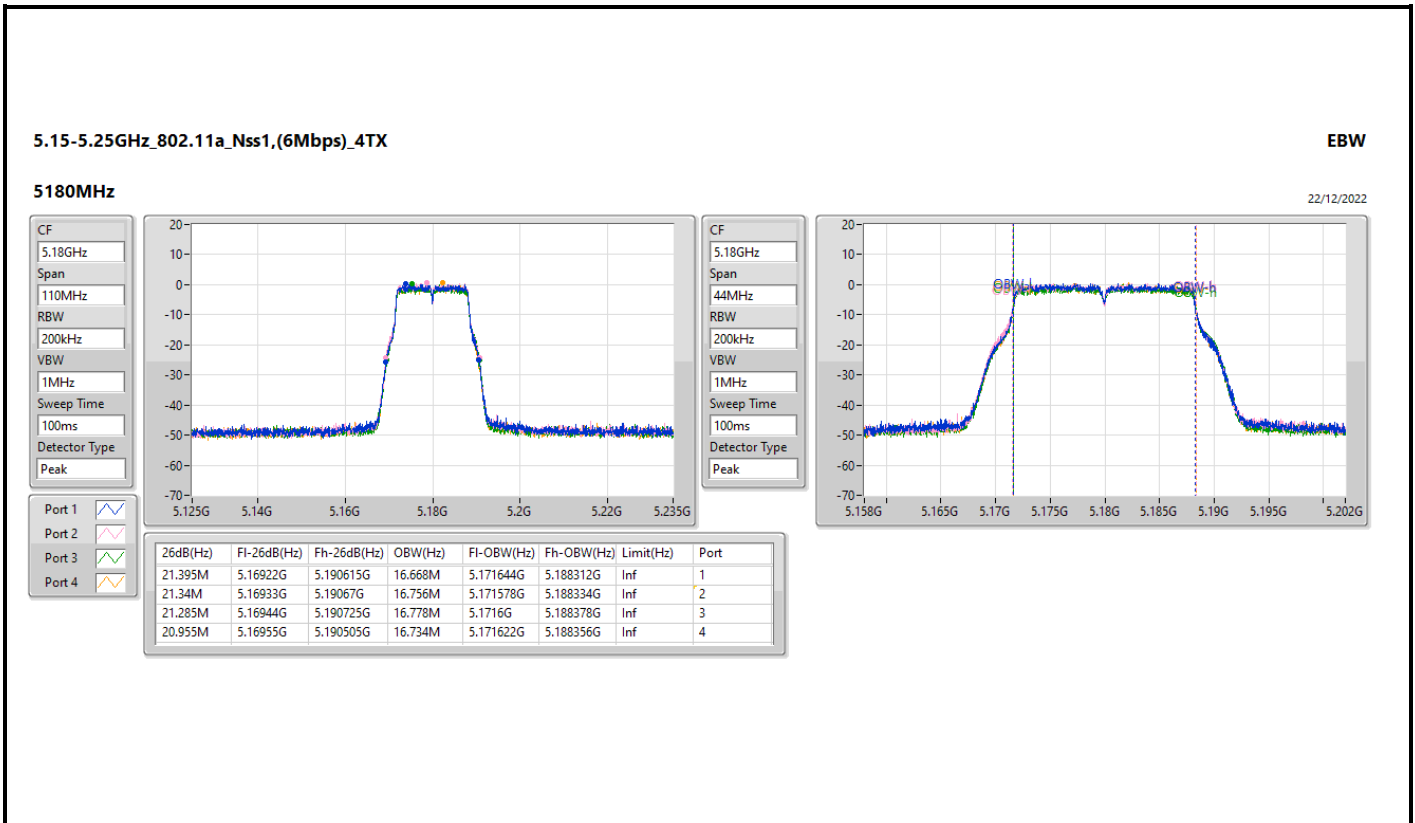 5.15-5.25GHz_802.11a_Nss1,(6Mbps)_4TX EBW
5180MHz 22/12/2022
CF
5.18GHz
Span
110MHz
RBW
200kHz
VBW
1MHz
Sweep Time
100ms
Detector Type
Peak
20
10
0
-10
-20
-30
-40
-50
-60
-70
5.125G 5.14G 5.16G 5.18G 5.2G 5.22G 5.235G
CF
5.18GHz
Span
44MHz
RBW
200kHz
VBW
1MHz
Sweep Time
100ms
Detector Type
Peak
20
10
0
-10
-20
-30
-40
-50
-60
-70
OBW-h
5.158G 5.165G 5.17G 5.175G 5.18G 5.185G 5.19G 5.195G 5.202G
Port 1
Port 2
Port 3
Port 4
26dB(Hz) Fl-26dB(Hz) Fh-26dB(Hz) OBW(Hz) Fl-OBW(Hz) Fh-OBW(Hz) Limit(Hz) Port
21.395M 5.16922G 5.190615G 16.668M 5.171644G 5.188312G Inf 1
21.34M 5.16933G 5.19067G 16.756M 5.171578G 5.188334G Inf 2
21.285M 5.16944G 5.190725G 16.778M 5.1716G 5.188378G Inf 3
20.955M 5.16955G 5.190505G 16.734M 5.171622G 5.188356G Inf 4